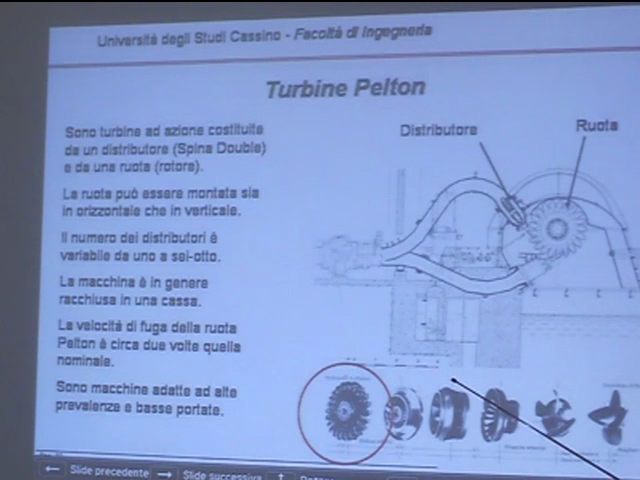 Università degli Studi Cassino - Facoltà di Ingegneria
Turbine Pelton
Sono turbine ad azione costituite
da un distributore (Spina Double)
e da una ruota (rotore).
La ruota può essere montata sia
in orizzontale che in verticale.
Il numero dei distributori è
variabile da uno a sei-otto.
La macchina è in genere
racchiusa in una cassa.
La velocità di fuga della ruota
Pelton è circa due volte quella
nominale.
Sono macchine adatte ad alte
prevalenze e basse portate.
Distributore
Ruota
Slide precedente
Slide successiva